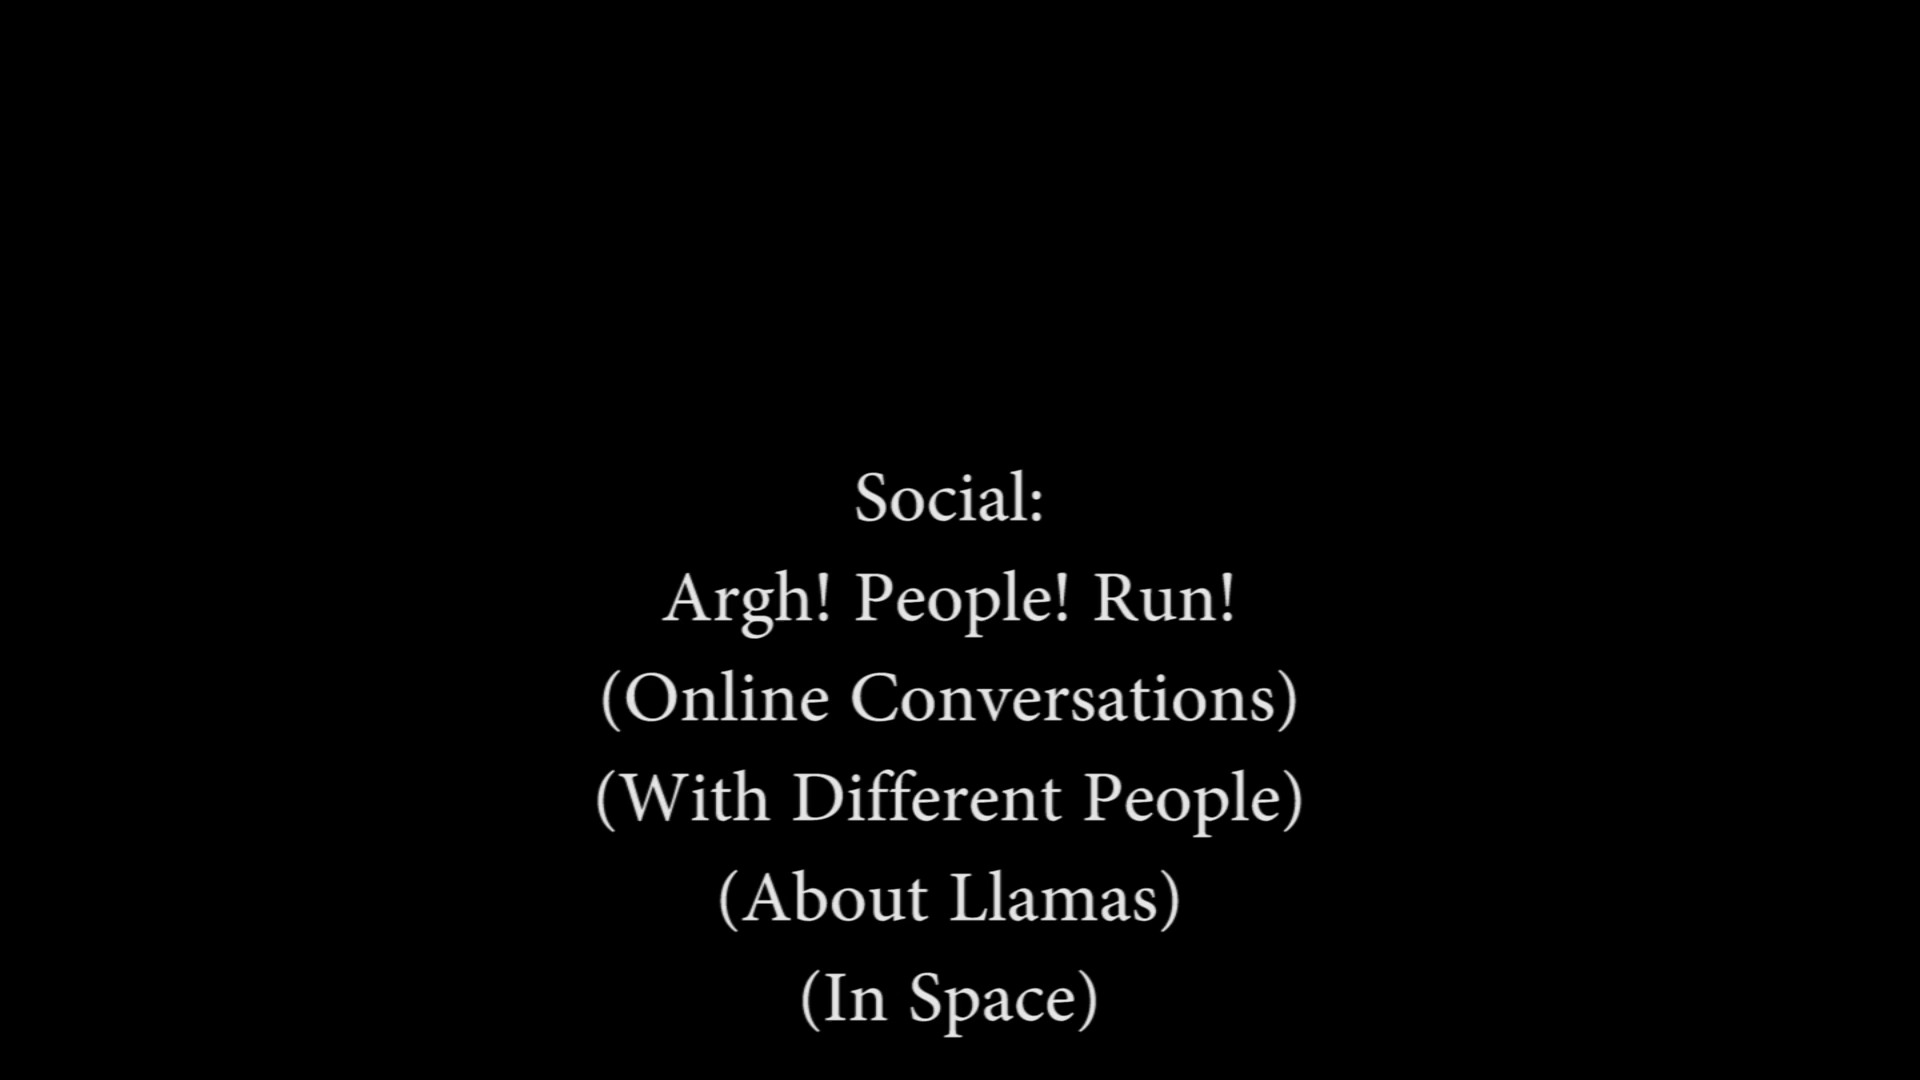 Social:
Argh! People! Run!
(Online Conversations)
(With Different People)
(About Llamas)
(In Space)